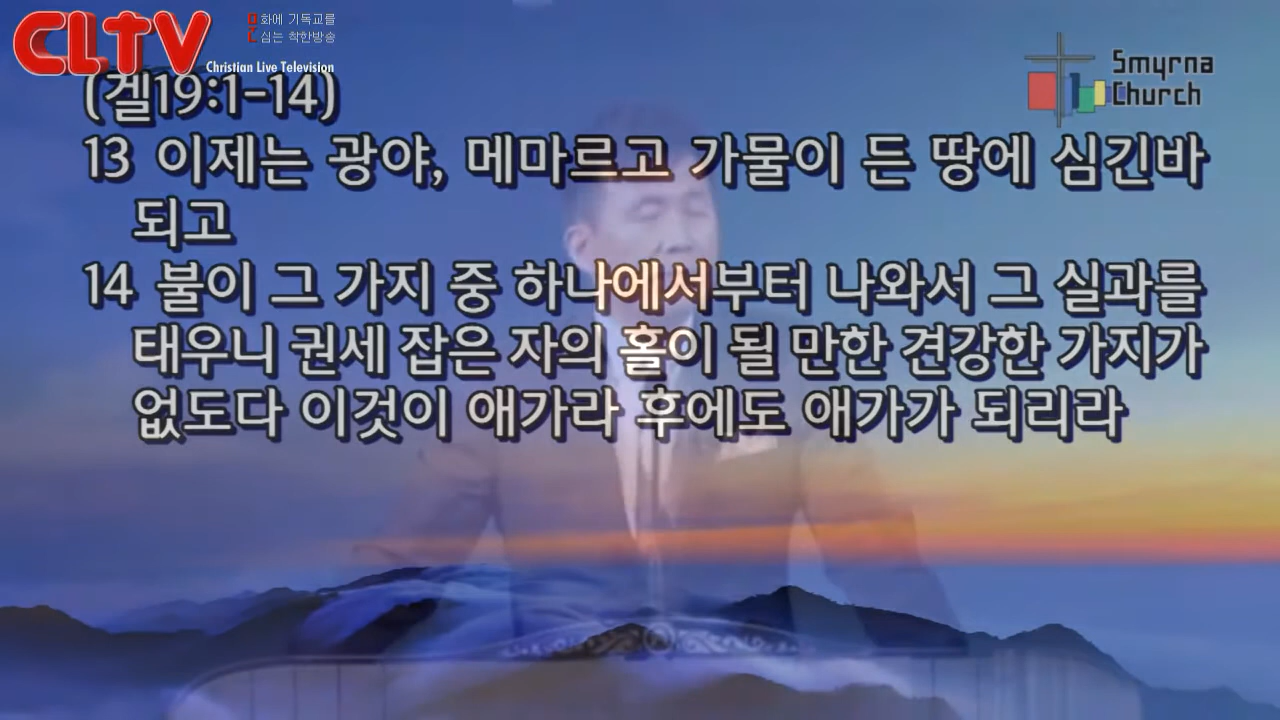 CLTV
문화에 기독교를
심는 착한방송
Christian Live Television
Smyrna
Church
(겔19:1-14)
13 이제는 광야, 메마르고 가물이 든 땅에 심긴바
되고
14 불이 그 가지 중 하나에서부터 나와서 그 실과를
태우니 권세 잡은 자의 홀이 될 만한 견강한 가지가
없도다 이것이 애가라 후에도 애가가 되리라